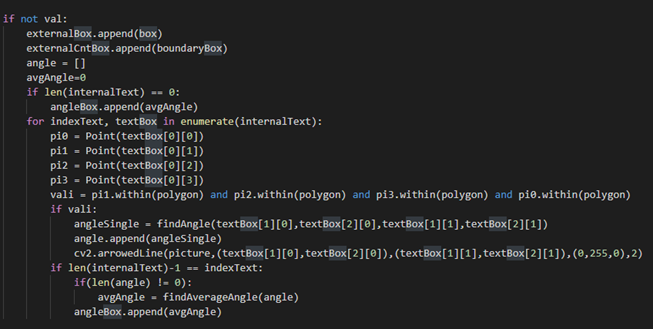 if not val:
    externalBox.append(box)
    externalCntBox.append(boundaryBox)
    angle = []
    avgAngle=0
    if len(internalText) == 0:
        angleBox.append(avgAngle)
    for indexText, textBox in enumerate(internalText):
        pi0 = Point(textBox[0][0])
        pi1 = Point(textBox[0][1])
        pi2 = Point(textBox[0][2])
        pi3 = Point(textBox[0][3])
        vali = pi1.within(polygon) and pi2.within(polygon) and pi3.within(polygon) and pi0.within(polygon)
        if vali:
            angleSingle = findAngle(textBox[1][0],textBox[2][0],textBox[1][1],textBox[2][1])
            angle.append(angleSingle)
            cv2.arrowedLine(picture,(textBox[1][0],textBox[2][0]),(textBox[1][1],textBox[2][1]),(0,255,0),2)
        if len(internalText)-1 == indexText:
            if(len(angle) != 0):
                avgAngle = findAverageAngle(angle)
            angleBox.append(avgAngle)